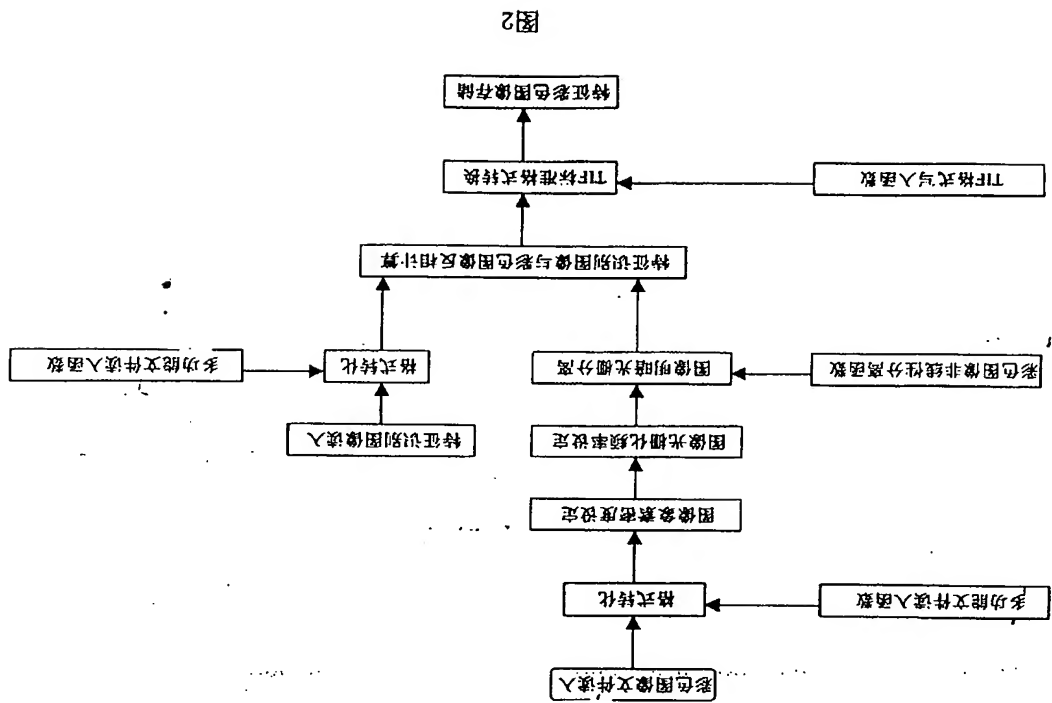 彩色图像文件读入
多功能文件读入函数
格式转化
图像象素密度设定
特征识别图像读入
图像光栅化频率设定
彩色图像非线性分离函数
图像明暗光栅分离
格式转化
多功能文件读入函数
特征识别图像与彩色图像反相计算
TIF格式写入函数
TIF标准格式转换
特征彩色图像存储
图2